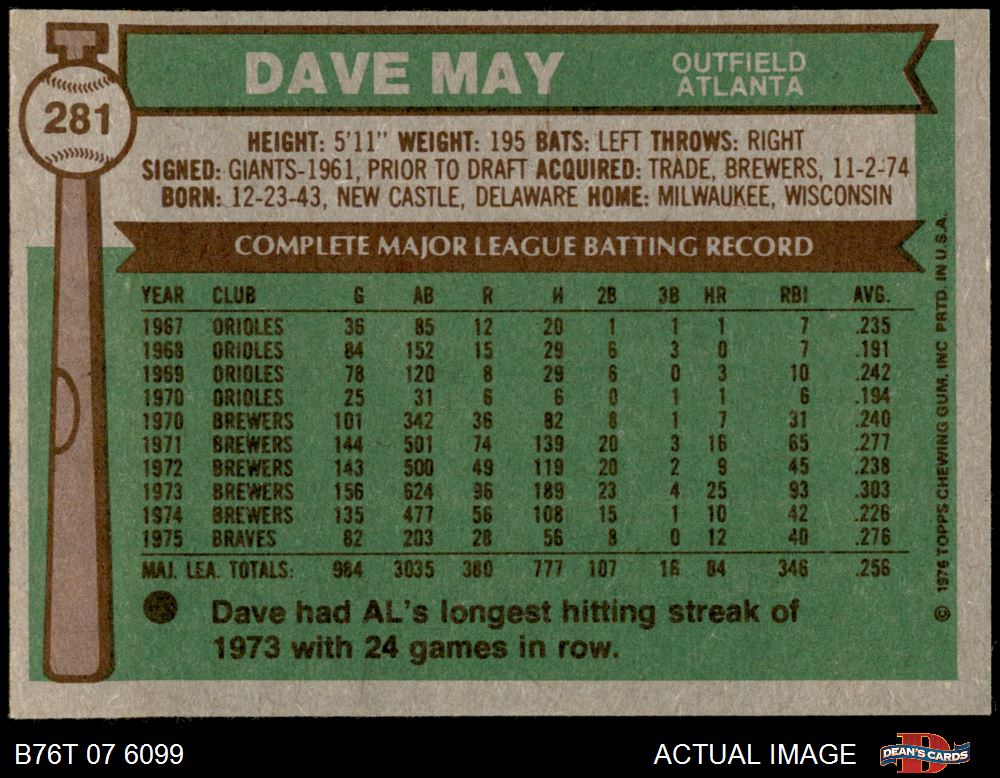 281
DAVE MAY
OUTFIELD
ATLANTA
HEIGHT: 5'11" WEIGHT: 195 BATS: LEFT THROWS: RIGHT
SIGNED: GIANTS-1961, PRIOR TO DRAFT ACQUIRED: TRADE, BREWERS, 11-2-74
BORN: 12-23-43, NEW CASTLE, DELAWARE HOME: MILWAUKEE, WISCONSIN
COMPLETE MAJOR LEAGUE BATTING RECORD
YEAR CLUB G AB R H 2B 3B HR RBI AVG.
1967 ORIOLES 36 85 12 20 1 1 1 7 .235
1968 ORIOLES 84 152 15 29 6 3 0 7 .191
1969 ORIOLES 78 120 8 29 6 0 3 10 .242
1970 ORIOLES 25 31 6 6 0 1 1 6 .194
1970 BREWERS 101 342 36 82 8 1 7 31 .240
1971 BREWERS 144 501 74 139 20 3 16 65 .277
1972 BREWERS 143 500 49 119 20 2 9 45 .238
1973 BREWERS 156 624 96 189 23 4 25 93 .303
1974 BREWERS 135 477 56 108 15 1 10 42 .226
1975 BRAVES 82 203 28 56 8 0 12 40 .276
MAJ. LEA. TOTALS: 984 3035 380 777 107 16 84 346 .256
Dave had AL's longest hitting streak of
1973 with 24 games in row.
© 1976 TOPPS CHEWING GUM, INC PRTD. IN U.S.A.
B76T 07 6099
ACTUAL IMAGE
DEAN'S CARDS